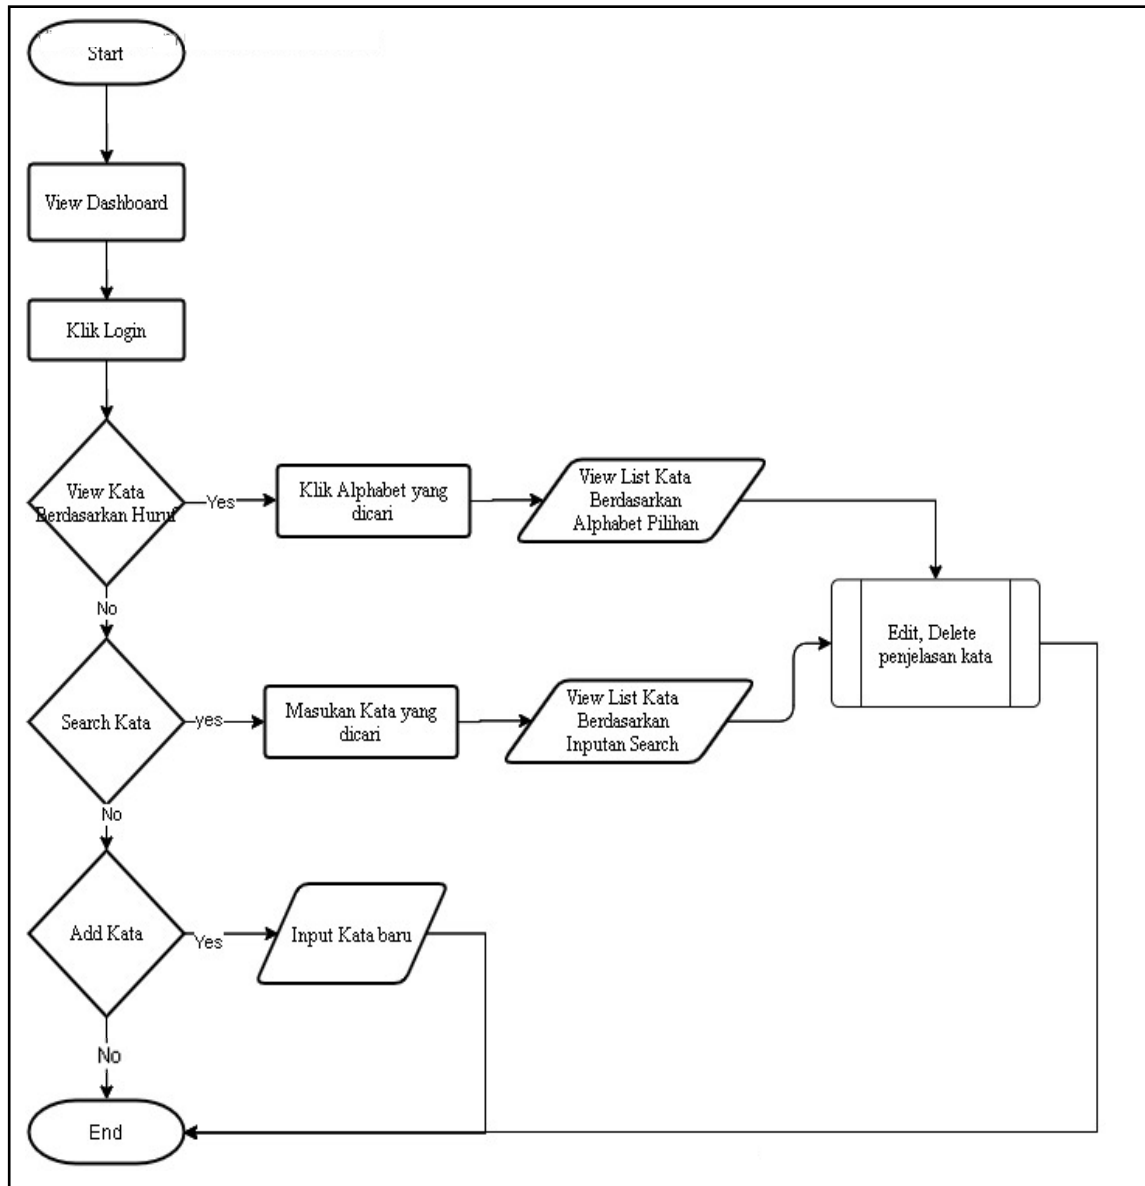 Start
View Dashboard
Klik Login
View Kata
Berdasarkan Huruf
Yes
Klik Alphabet yang
dicari
View List Kata
Berdasarkan
Alphabet Pilihan
Edit, Delete
penjelasan kata
No
Search Kata
yes
Masukan Kata yang
dicari
View List Kata
Berdasarkan
Inputan Search
No
Add Kata
Yes
Input Kata baru
No
End